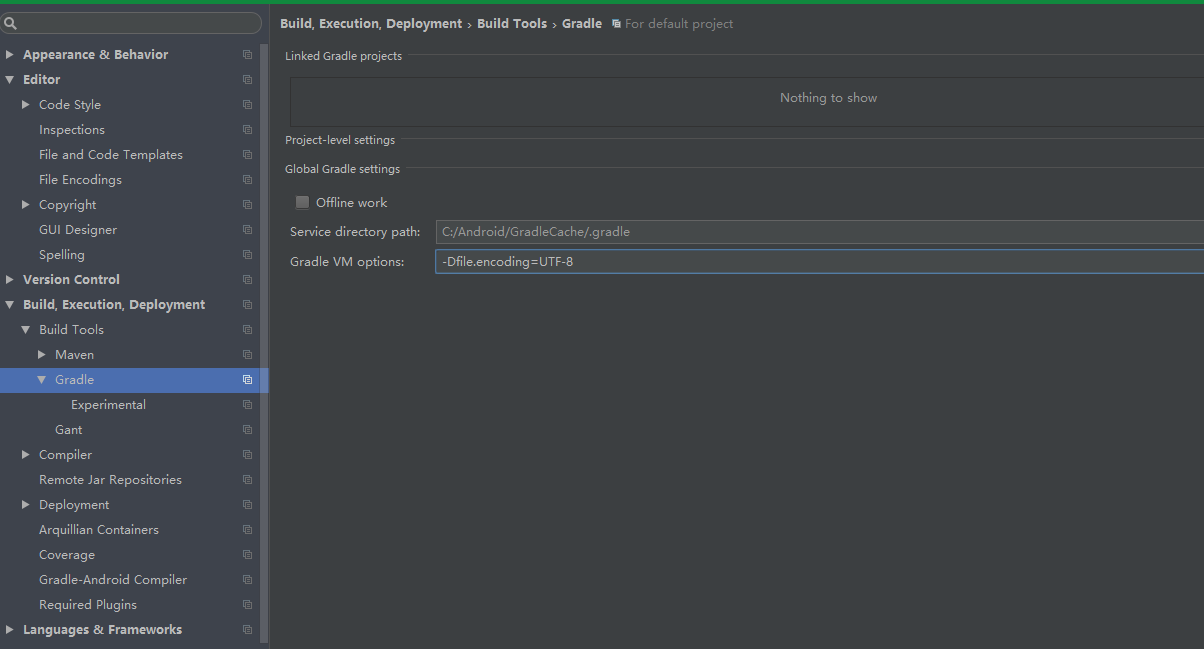 Build, Execution, Deployment › Build Tools › Gradle For default project
Appearance & Behavior
Editor
Code Style
Inspections
File and Code Templates
File Encodings
Copyright
GUI Designer
Spelling
Version Control
Build, Execution, Deployment
Build Tools
Maven
Gradle
Experimental
Gant
Compiler
Remote Jar Repositories
Deployment
Arquillian Containers
Coverage
Gradle-Android Compiler
Required Plugins
Languages & Frameworks
Linked Gradle projects
Nothing to show
Project-level settings
Global Gradle settings
Offline work
Service directory path: C:/Android/GradleCache/.gradle
Gradle VM options: -Dfile.encoding=UTF-8